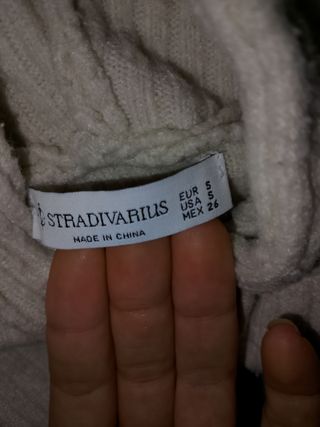 STRADIVARIUS
MADE IN CHINA
EUR S
USA S
MEX 26